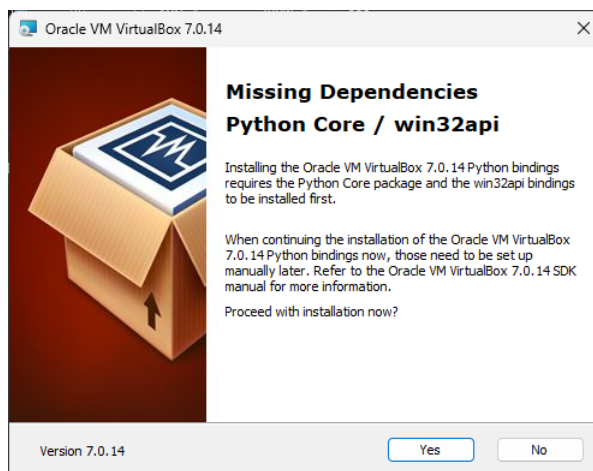 Oracle VM VirtualBox 7.0.14
Missing Dependencies
Python Core / win32api
Installing the Oracle VM VirtualBox 7.0.14 Python bindings
requires the Python Core package and the win32api bindings
to be installed first.
When continuing the installation of the Oracle VM VirtualBox
7.0.14 Python bindings now, those need to be set up
manually later. Refer to the Oracle VM VirtualBox 7.0.14 SDK
manual for more information.
Proceed with installation now?
Version 7.0.14
Yes
No